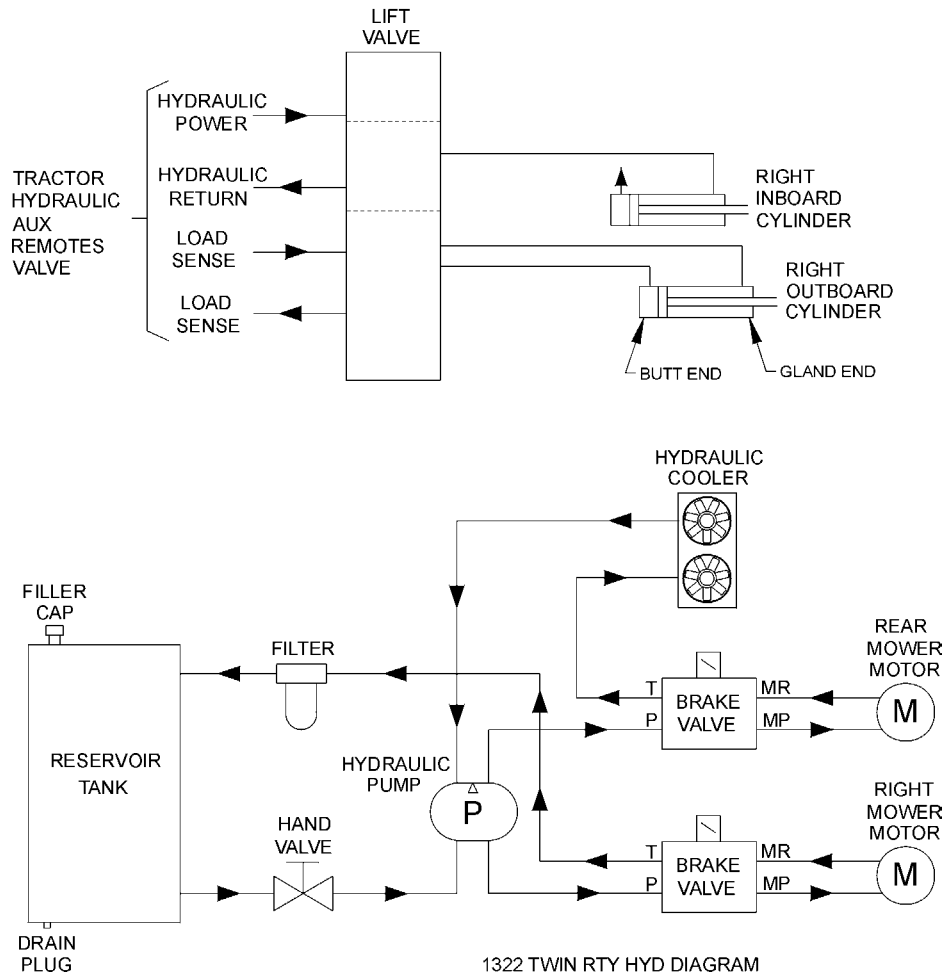 LIFT
VALVE
TRACTOR
HYDRAULIC
AUX
REMOTES
VALVE
HYDRAULIC
POWER
HYDRAULIC
RETURN
LOAD
SENSE
LOAD
SENSE
RIGHT
INBOARD
CYLINDER
RIGHT
OUTBOARD
CYLINDER
BUTT END
GLAND END
HYDRAULIC
COOLER
FILLER
CAP
FILTER
RESERVOIR
TANK
HYDRAULIC
PUMP
P
HAND
VALVE
DRAIN
PLUG
REAR
MOWER
MOTOR
T
P
BRAKE
VALVE
MR
MP
M
RIGHT
MOWER
MOTOR
T
P
BRAKE
VALVE
MR
MP
M
1322 TWIN RTY HYD DIAGRAM